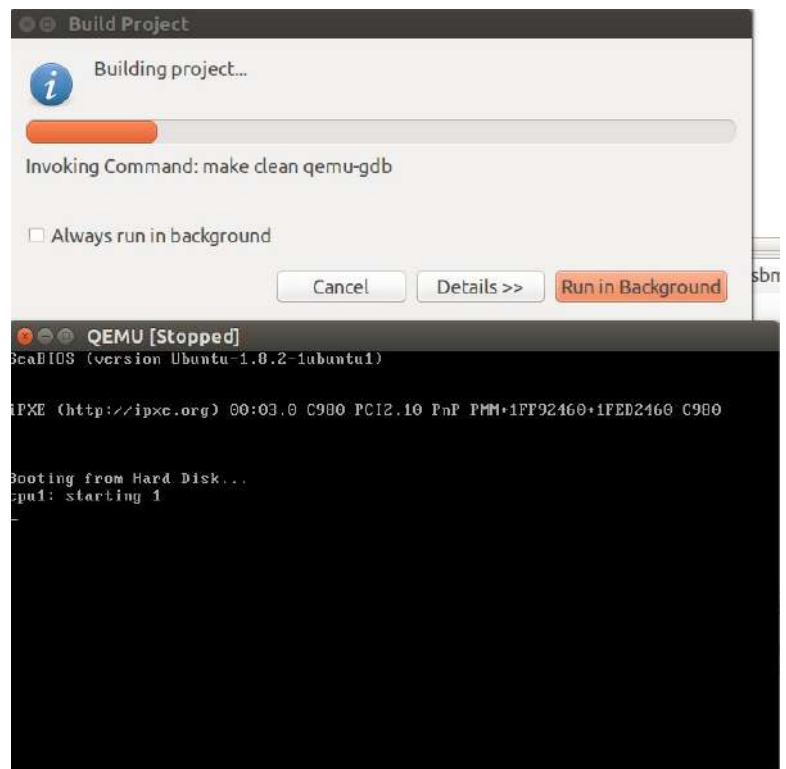 Build Project
Building project...
Invoking Command: make clean qemu-gdb
Always run in background
Cancel
Details >>
Run in Background
sbm
QEMU [Stopped]
SeaBIOS (version Ubuntu-1.8.2-1ubuntu1)
iPXE (http://ipxe.org) 00:03.0 C980 PCI2.10 PnP PMM+1FF92460+1FED2460 C980
Booting from Hard Disk...
cpu1: starting 1